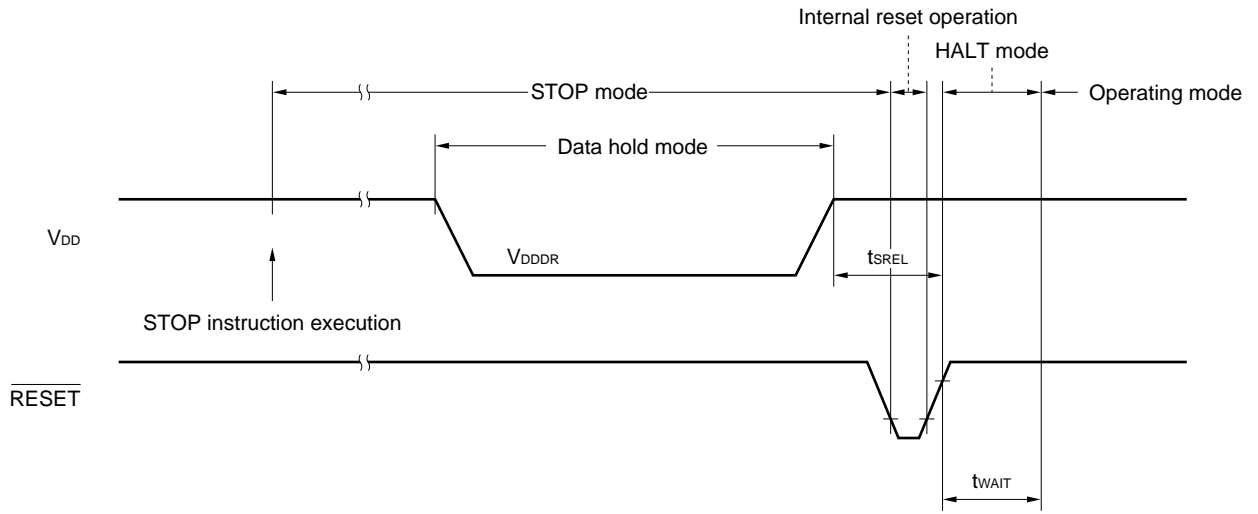 Internal reset operation
HALT mode
STOP mode
Operating mode
Data hold mode
VDD
VDDDR
tSREL
STOP instruction execution
RESET
tWAIT